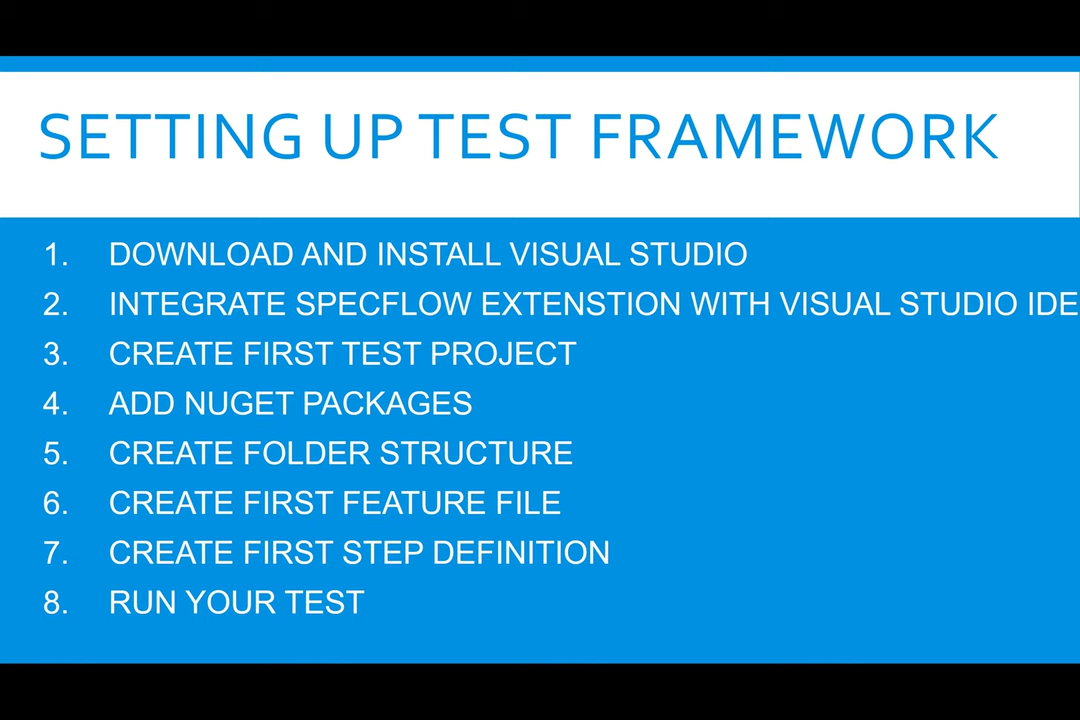 SETTING UP TEST FRAMEWORK
1. DOWNLOAD AND INSTALL VISUAL STUDIO
2. INTEGRATE SPECFLOW EXTENSTION WITH VISUAL STUDIO IDE
3. CREATE FIRST TEST PROJECT
4. ADD NUGET PACKAGES
5. CREATE FOLDER STRUCTURE
6. CREATE FIRST FEATURE FILE
7. CREATE FIRST STEP DEFINITION
8. RUN YOUR TEST